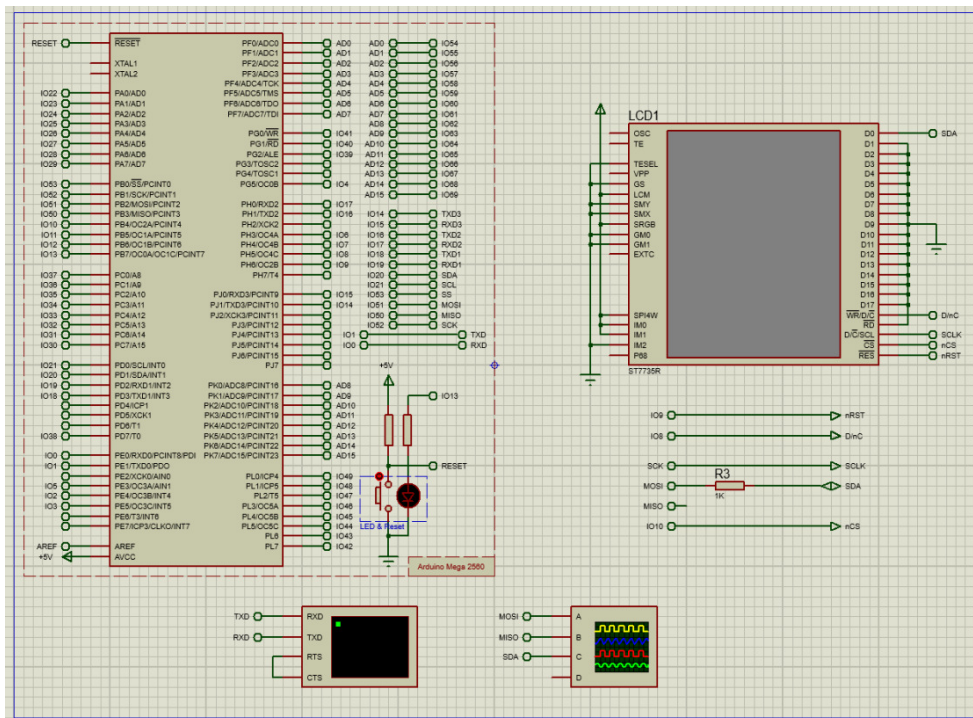 RESET RESET
XTAL1
XTAL2
IO22 PA0/AD0
IO23 PA1/AD1
IO24 PA2/AD2
IO25 PA3/AD3
IO26 PA4/AD4
IO27 PA5/AD5
IO28 PA6/AD6
IO29 PA7/AD7
IO53 PB0/SS/PCINT0
IO52 PB1/SCK/PCINT1
IO51 PB2/MOSI/PCINT2
IO50 PB3/MISO/PCINT3
IO10 PB4/OC2A/PCINT4
IO11 PB5/OC1A/PCINT5
IO12 PB6/OC1B/PCINT6
IO13 PB7/OC0A/OC1C/PCINT7
IO37 PC0/A8
IO36 PC1/A9
IO35 PC2/A10
IO34 PC3/A11
IO33 PC4/A12
IO32 PC5/A13
IO31 PC6/A14
IO30 PC7/A15
IO21 PD0/SCL/INT0
IO20 PD1/SDA/INT1
IO19 PD2/RXD1/INT2
IO18 PD3/TXD1/INT3
PD4/ICP1
PD5/XCK1
PD6/T1
IO38 PD7/T0
IO0 PE0/RXD0/PCINT8/PDI
IO1 PE1/TXD0/PDO
PE2/XCK0/AIN0
IO5 PE3/OC3A/AIN1
IO2 PE4/OC3B/INT4
IO3 PE5/OC3C/INT5
PE6/T3/INT6
PE7/ICP3/CLKO/INT7
AREF AREF
+5V AVCC
PF0/ADC0 AD0
PF1/ADC1 AD1
PF2/ADC2 AD2
PF3/ADC3 AD3
PF4/ADC4/TCK AD4
PF5/ADC5/TMS AD5
PF6/ADC6/TDO AD6
PF7/ADC7/TDI AD7
PG0/WR IO41
PG1/RD IO40
PG2/ALE IO39
PG3/TOSC2
PG4/TOSC1
PG5/OC0B IO4
PH0/RXD2 IO17
PH1/TXD2 IO16
PH2/XCK2
PH3/OC4A IO6
PH4/OC4B IO7
PH5/OC4C IO8
PH6/OC2B IO9
PH7/T4
PJ0/RXD3/PCINT9 IO15
PJ1/TXD3/PCINT10 IO14
PJ2/XCK3/PCINT11
PJ3/PCINT12
PJ4/PCINT13
PJ5/PCINT14
PJ6/PCINT15
PJ7
PK0/ADC8/PCINT16 AD8
PK1/ADC9/PCINT17 AD9
PK2/ADC10/PCINT18 AD10
PK3/ADC11/PCINT19 AD11
PK4/ADC12/PCINT20 AD12
PK5/ADC13/PCINT21 AD13
PK6/ADC14/PCINT22 AD14
PK7/ADC15/PCINT23 AD15
PL0/ICP4 IO49
PL1/ICP5 IO48
PL2/T5 IO47
PL3/OC5A IO46
PL4/OC5B IO45
PL5/OC5C IO44
PL6 IO43
PL7 IO42
AD0 IO54
AD1 IO55
AD2 IO56
AD3 IO57
AD4 IO58
AD5 IO59
AD6 IO60
AD7 IO61
AD8 IO62
AD9 IO63
AD10 IO64
AD11 IO65
AD12 IO66
AD13 IO67
AD14 IO68
AD15 IO69
IO14 TXD3
IO15 RXD3
IO16 TXD2
IO17 RXD2
IO18 TXD1
IO19 RXD1
IO20 SDA
IO21 SCL
IO53 SS
IO51 MOSI
IO50 MISO
IO52 SCK
IO1 TXD
IO0 RXD
+5V
IO13
RESET
LED & Reset
Arduino Mega 2560
LCD1
OSC
TE
TESEL
VPP
GS
LCM
SMY
SMX
SRGB
GM0
GM1
EXTC
SPI4W
IM0
IM1
IM2
P68
D0 SDA
D1
D2
D3
D4
D5
D6
D7
D8
D9
D10
D11
D12
D13
D14
D15
D16
D17
WR/D/C D/nC
RD
D/C/SCL SCLK
CS nCS
RES nRST
ST7735R
IO9 nRST
IO8 D/nC
SCK SCLK
R3
MOSI SDA
1K
MISO
IO10 nCS
TXD RXD
RXD TXD
RTS
CTS
MOSI A
MISO B
SDA C
D